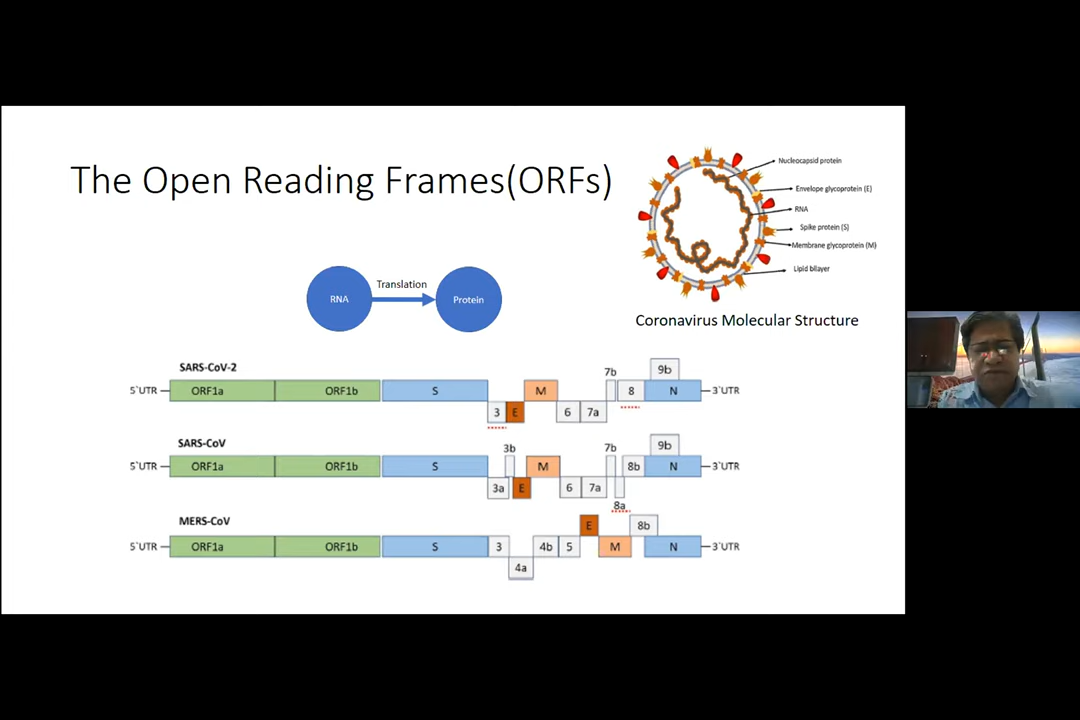 The Open Reading Frames(ORFs)
Nucleocapsid protein
Envelope glycoprotein (E)
RNA
Spike protein (S)
Membrane glycoprotein (M)
Lipid bilayer
Coronavirus Molecular Structure
RNA
Translation
Protein
SARS-CoV-2
5`UTR ORF1a ORF1b S 3 E M 6 7a 7b 8 9b N 3`UTR
SARS-CoV
5`UTR ORF1a ORF1b S 3a 3b E M 6 7a 7b 8a 8b 9b N 3`UTR
MERS-CoV
5`UTR ORF1a ORF1b S 3 4a 4b 5 E M 8b N 3`UTR